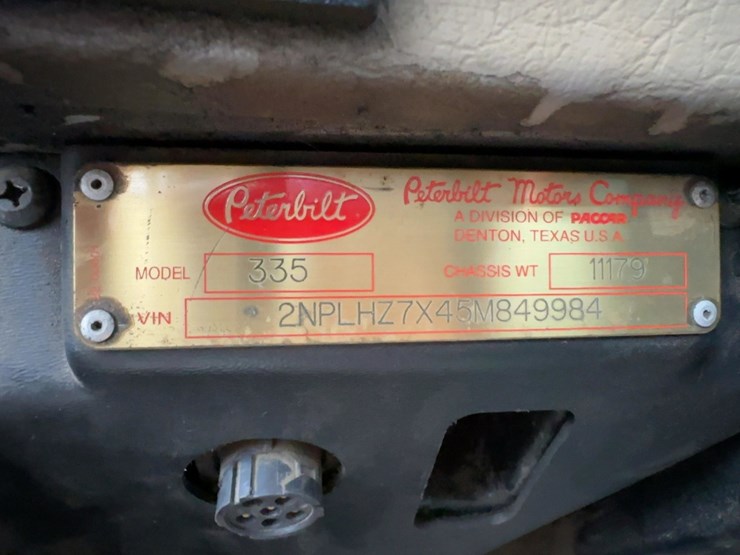 Peterbilt
Peterbilt Motors Company
A DIVISION OF PACCAR
DENTON, TEXAS U.S.A.
MODEL 335 CHASSIS WT 11179
VIN 2NPLHZ7X45M849984